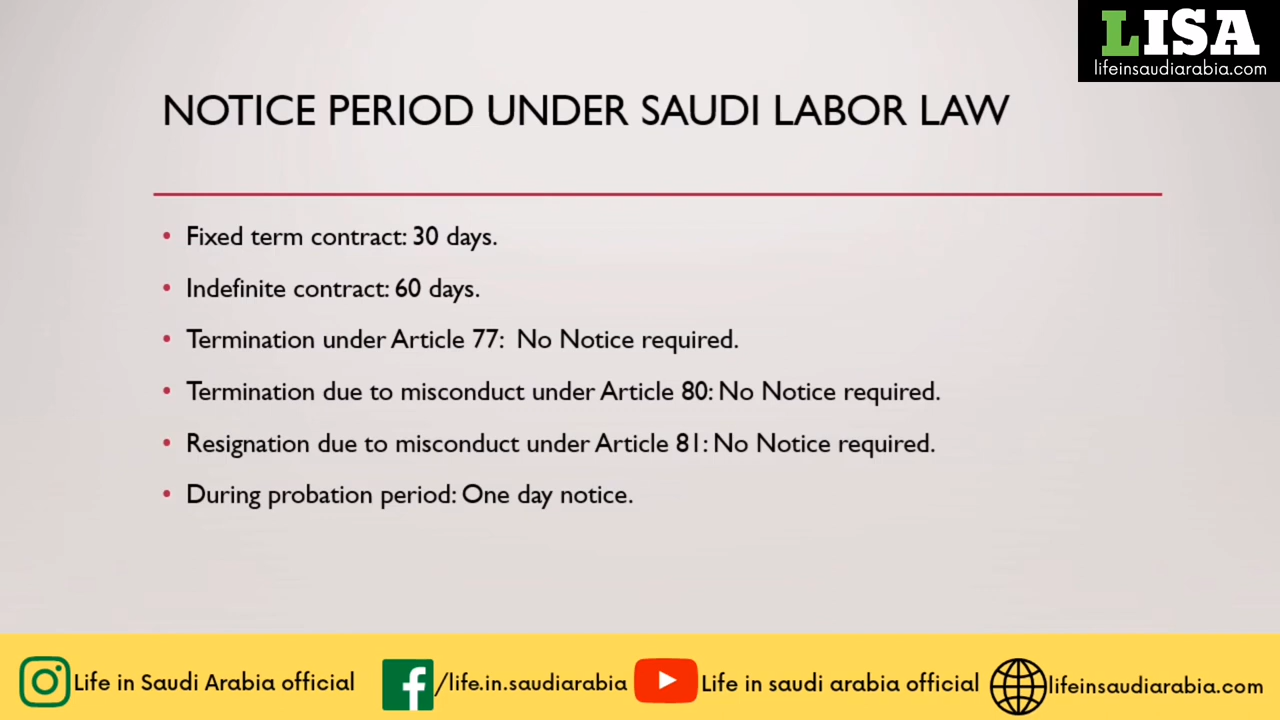 LISA
lifeinsaudiarabia.com
NOTICE PERIOD UNDER SAUDI LABOR LAW
• Fixed term contract: 30 days.
• Indefinite contract: 60 days.
• Termination under Article 77: No Notice required.
• Termination due to misconduct under Article 80: No Notice required.
• Resignation due to misconduct under Article 81: No Notice required.
• During probation period: One day notice.
Life in Saudi Arabia official f/life.in.saudiarabia Life in saudi arabia official lifeinsaudiarabia.com